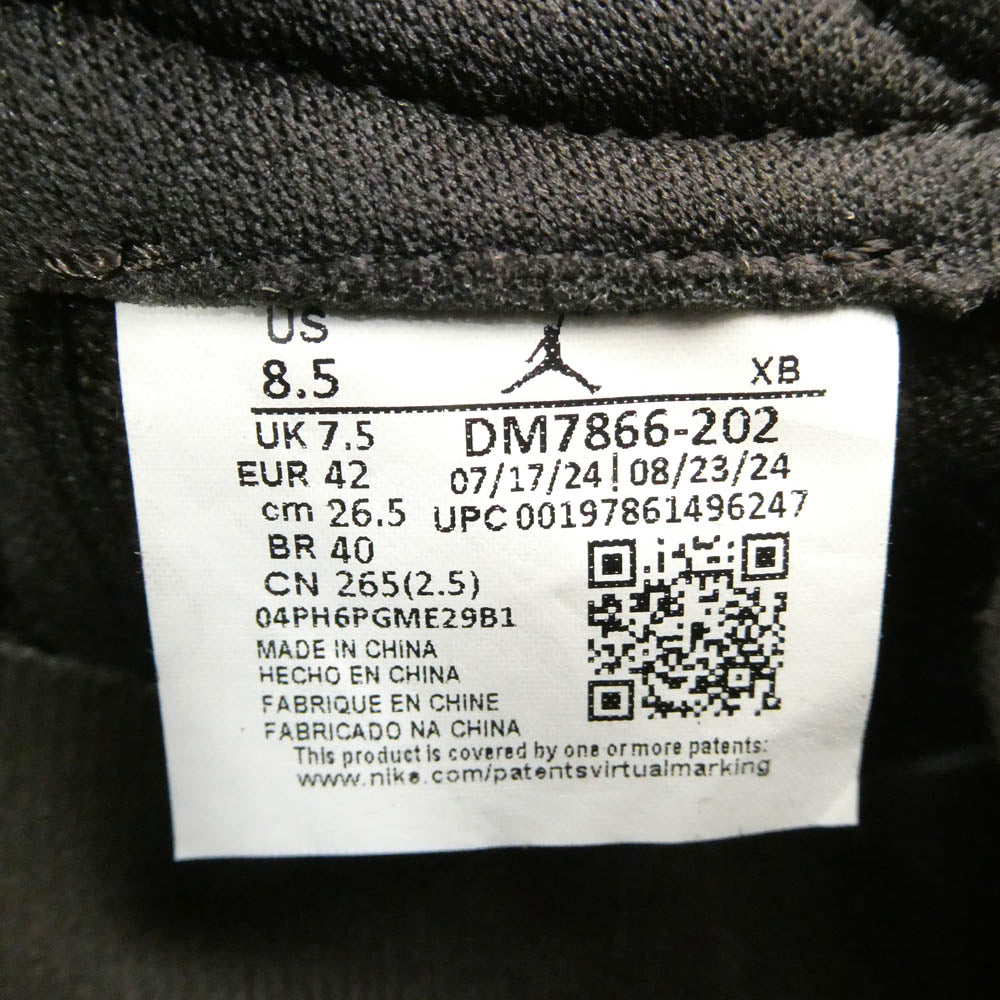 US
8.5 XB
UK 7.5 DM7866-202
EUR 42 07/17/24 | 08/23/24
cm 26.5 UPC 00197861496247
BR 40
CN 265(2.5)
04PH6PGME29B1
MADE IN CHINA
HECHO EN CHINA
FABRIQUE EN CHINE
FABRICADO NA CHINA
This product is covered by one or more patents:
www.nike.com/patentsvirtualmarking